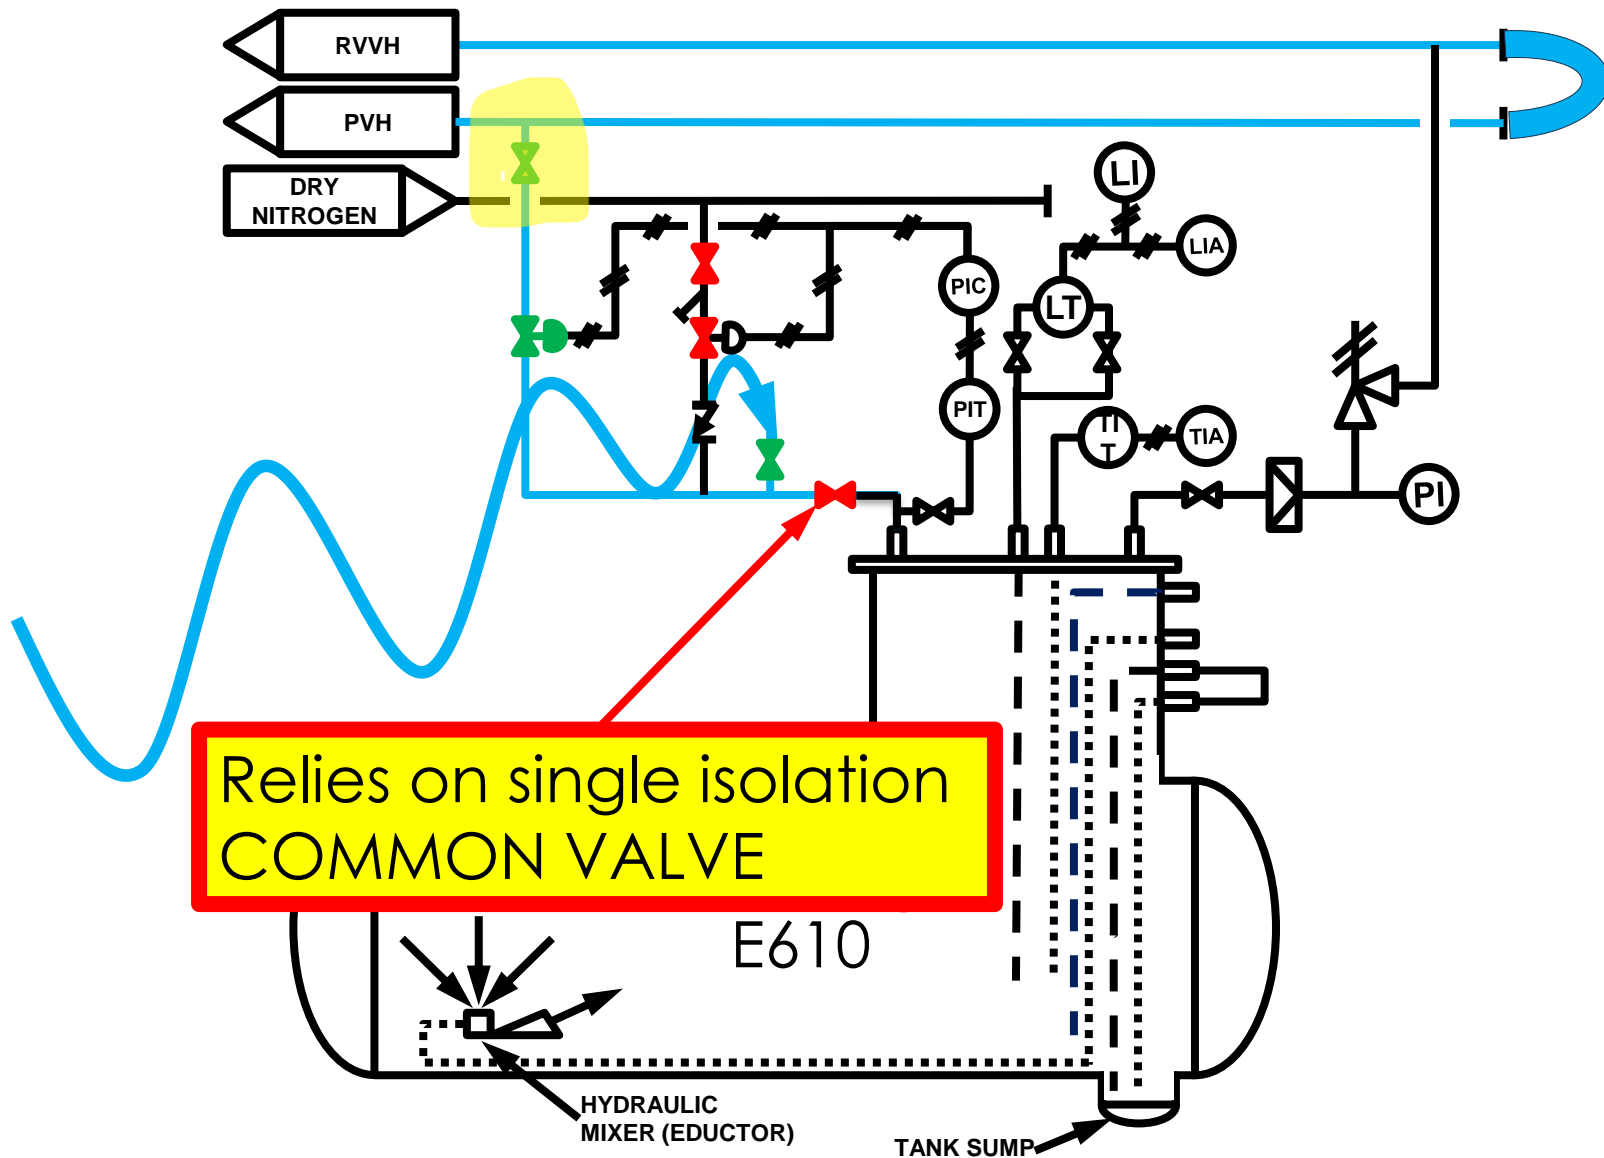 RVVH
PVH
DRY
NITROGEN
LI
LIA
PIC
LT
PIT
TI
T
TIA
PI
Relies on single isolation
COMMON VALVE
E610
HYDRAULIC
MIXER (EDUCTOR)
TANK SUMP